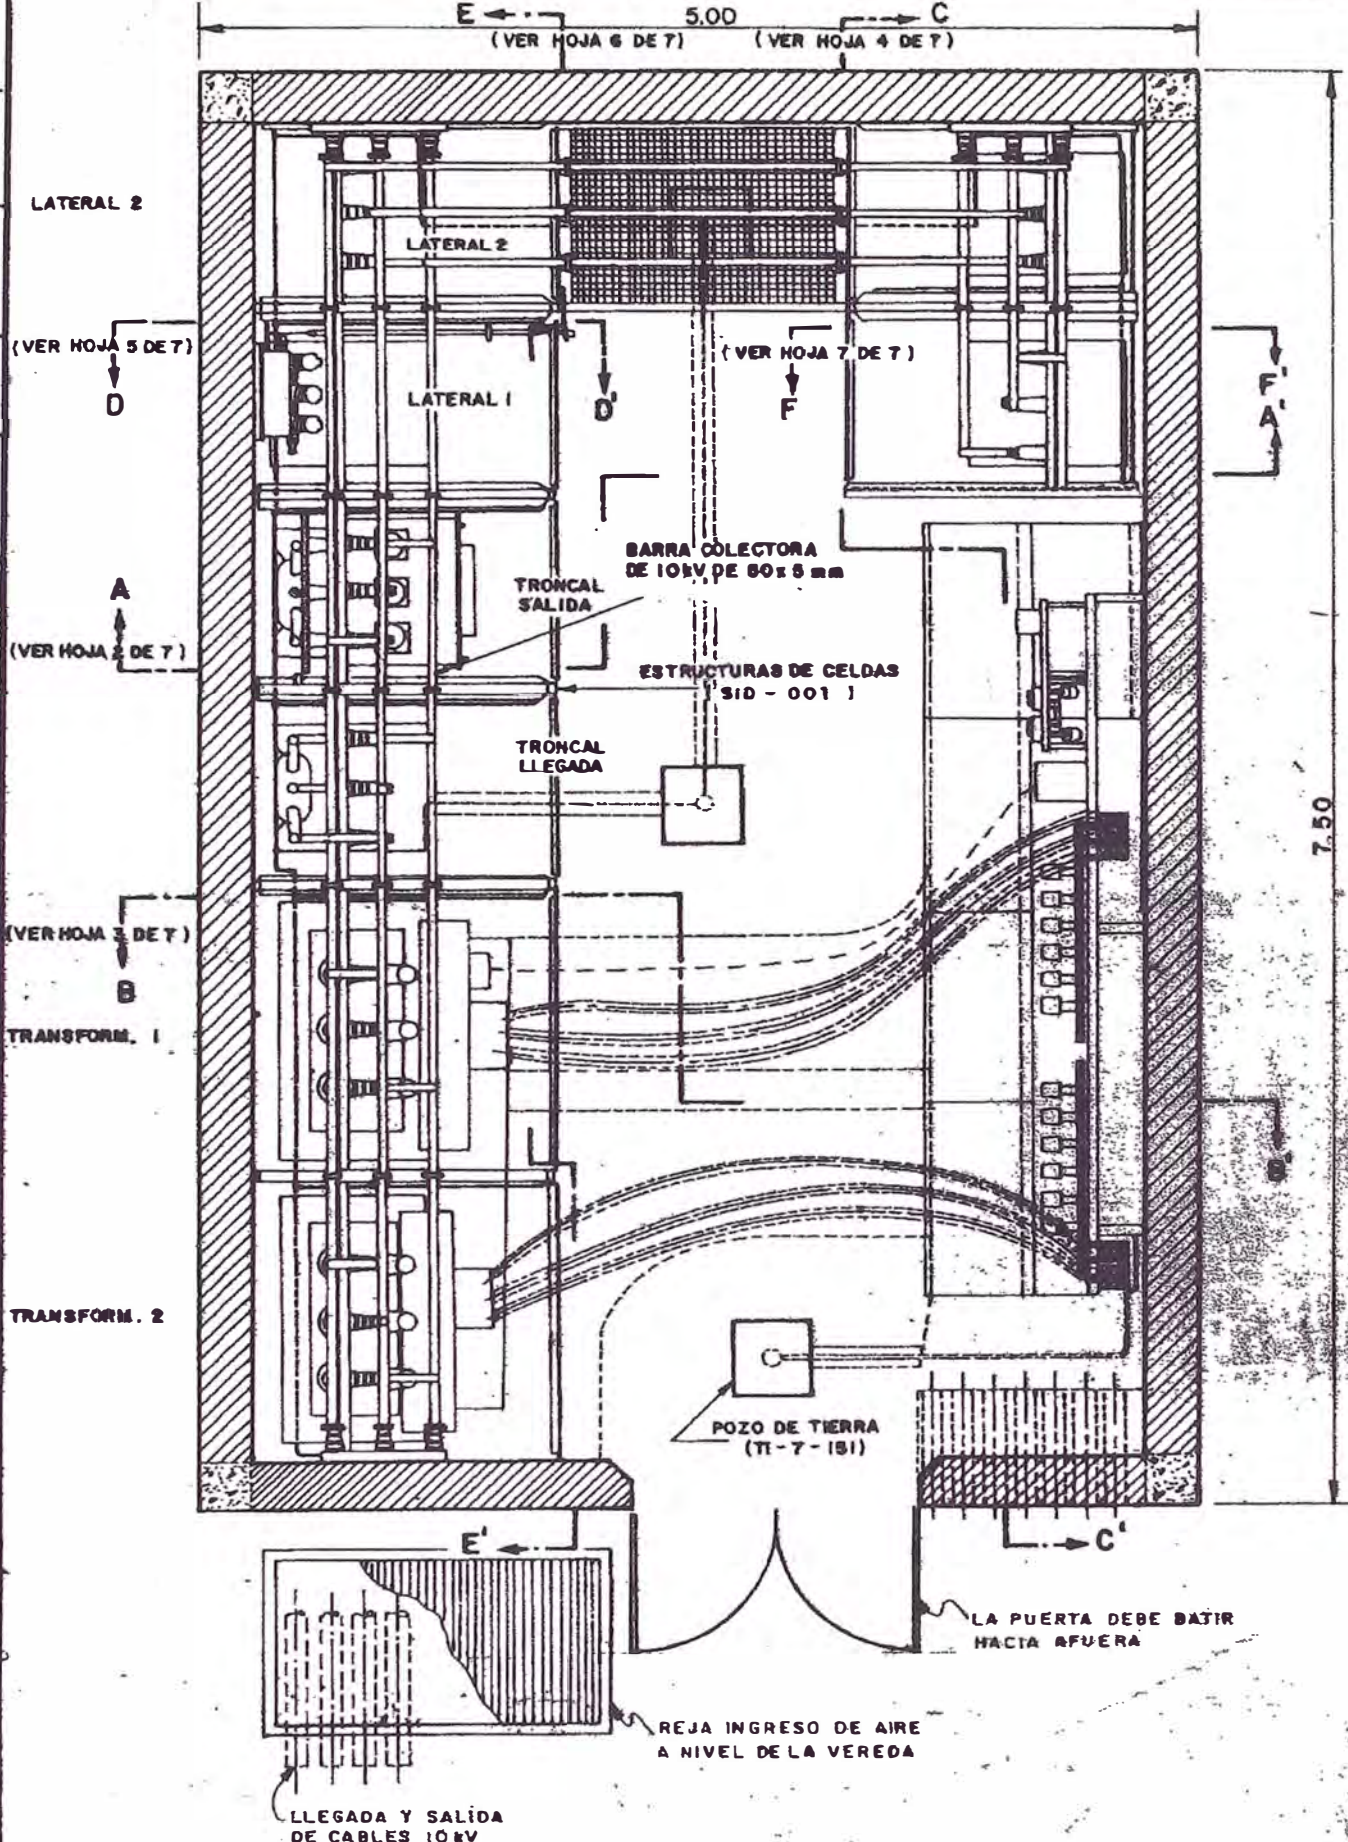 E
5.00
C
(VER HOJA 6 DE 7)
(VER HOJA 4 DE 7)
LATERAL 2
LATERAL 2
(VER HOJA 5 DE 7)
D
LATERAL 1
D'
(VER HOJA 7 DE 7)
F
F'
A'
BARRA COLECTORA
DE 10kV DE 50x5 mm
TRONCAL
SALIDA
A
(VER HOJA 2 DE 7)
ESTRUCTURAS DE CELDAS
SID - 001
TRONCAL
LLEGADA
7.50
(VER HOJA 3 DE 7)
B
TRANSFORM. 1
B'
TRANSFORM. 2
POZO DE TIERRA
(TI-7-151)
E'
C'
LA PUERTA DEBE BATIR
HACIA AFUERA
REJA INGRESO DE AIRE
A NIVEL DE LA VEREDA
LLEGADA Y SALIDA
DE CABLES 10 kV